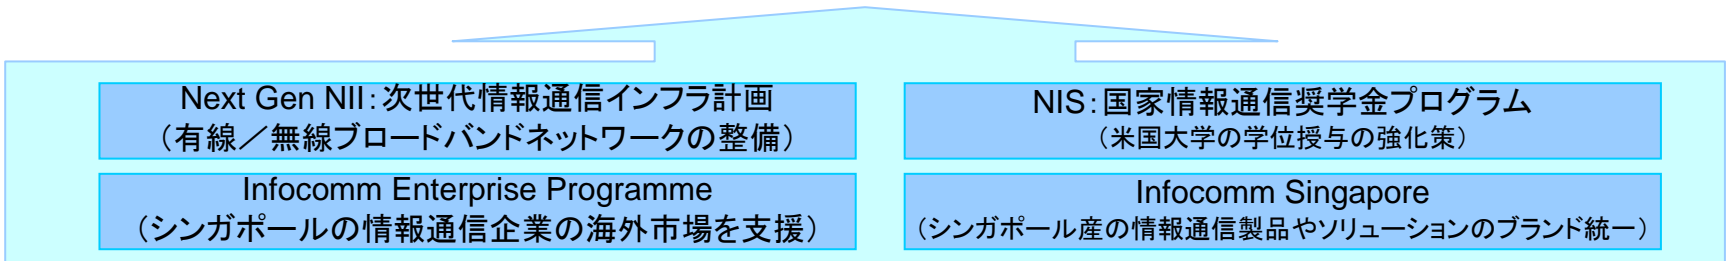 Next Gen NII：次世代情報通信インフラ計画
（有線／無線ブロードバンドネットワークの整備）
NIS：国家情報通信奨学金プログラム
（米国大学の学位授与の強化策）
Infocomm Enterprise Programme
（シンガポールの情報通信企業の海外市場を支援）
Infocomm Singapore
（シンガポール産の情報通信製品やソリューションのブランド統一）